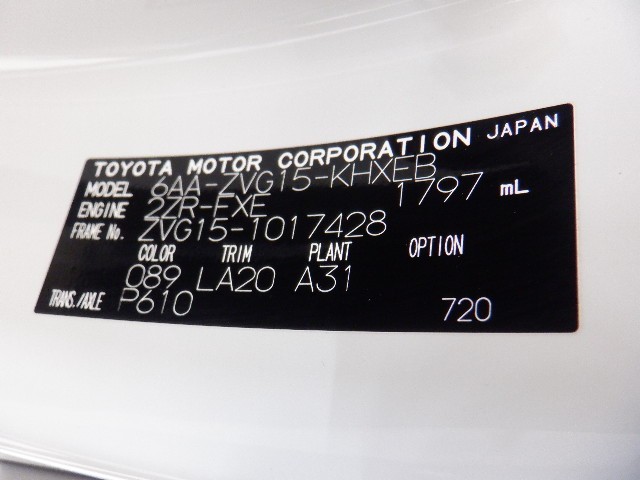 TOYOTA MOTOR CORPORATION JAPAN
MODEL 6AA-ZVG15-KHXEB
ENGINE 2ZR-FXE 1797 mL
FRAME No. ZVG15-1017428
COLOR TRIM PLANT OPTION
089 LA20 A31
TRANS./AXLE P610 720